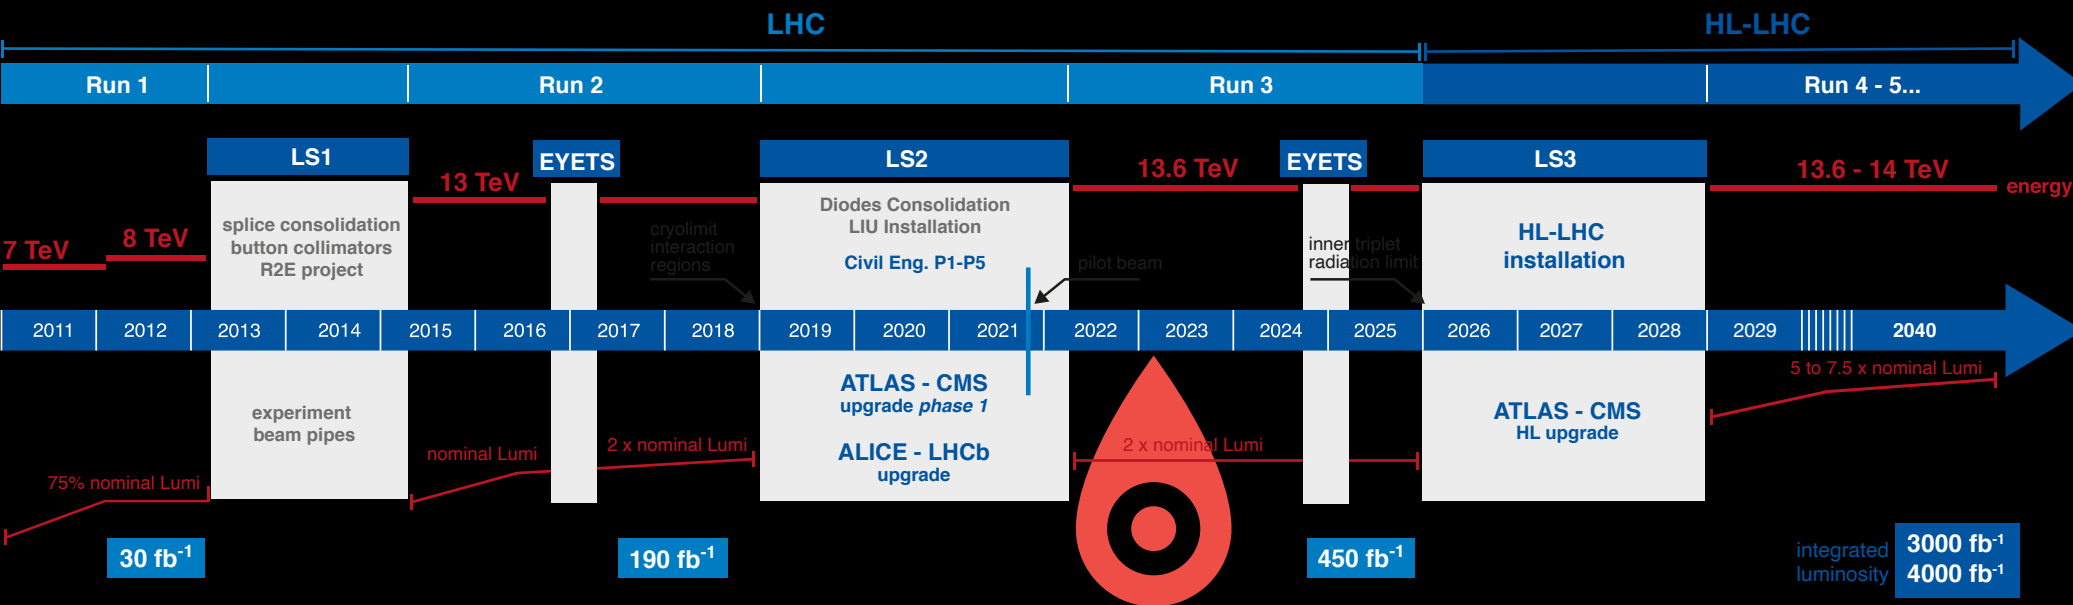 LHC
HL-LHC
Run 1
Run 2
Run 3
Run 4 - 5...
LS1
EYETS
LS2
EYETS
LS3
13 TeV
13.6 TeV
13.6 - 14 TeV
energy
7 TeV
8 TeV
splice consolidation
button collimators
R2E project
cryolimit
interaction
regions
Diodes Consolidation
LIU Installation
Civil Eng. P1-P5
pilot beam
inner triplet
radiation limit
HL-LHC
installation
2011
2012
2013
2014
2015
2016
2017
2018
2019
2020
2021
2022
2023
2024
2025
2026
2027
2028
2029
2040
experiment
beam pipes
ATLAS - CMS
upgrade phase 1
ALICE - LHCb
upgrade
ATLAS - CMS
HL upgrade
5 to 7.5 x nominal Lumi
75% nominal Lumi
nominal Lumi
2 x nominal Lumi
2 x nominal Lumi
30 fb-1
190 fb-1
450 fb-1
integrated
luminosity
3000 fb-1
4000 fb-1